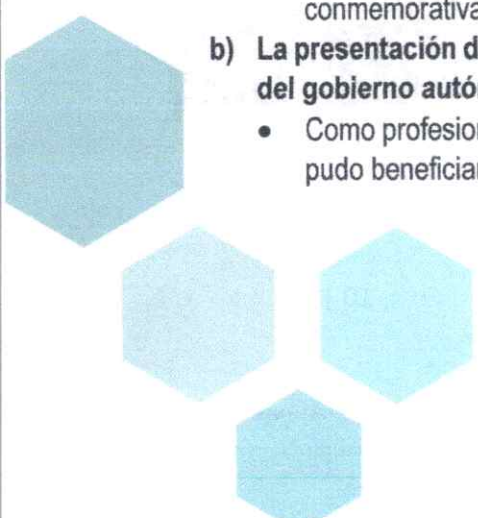 conmemorativa
b) La presentación d
del gobierno autó
• Como profesion
pudo beneficiar